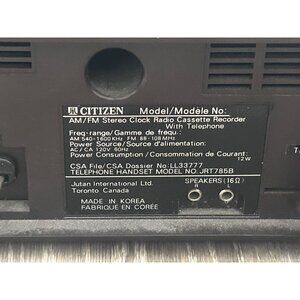 CITIZEN Model/Modèle No:
AM/FM Stereo Clock Radio Cassette Recorder
With Telephone
Freq-range/Gamme de frequ.:
AM 540-1600 KHz FM 88-108 MHz
Power Source/Source d'alimentation:
AC/CA 120V 60Hz
Power Consumption/Consommation de Courant:
12W
CSA File/CSA Dossier No:LL33777
TELEPHONE HANDSET MODEL NO.JRT785B
Jutan International Ltd.
Toronto Canada
SPEAKERS (16Ω)
MADE IN KOREA
FABRIQUE EN CORÉE